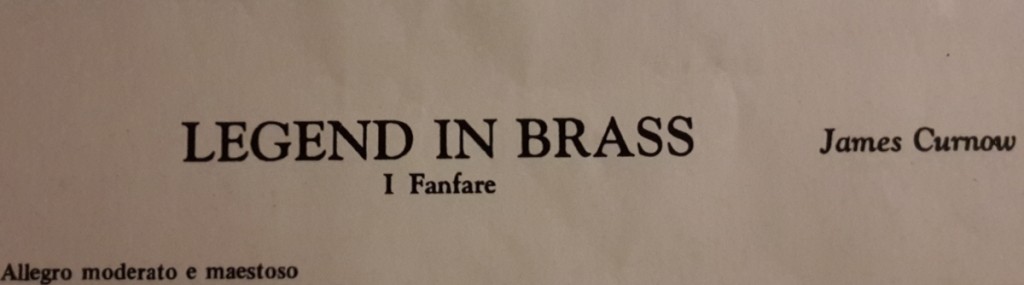 LEGEND IN BRASS
James Curnow
I Fanfare
Allegro moderato e maestoso